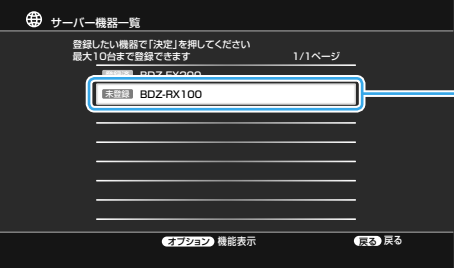 サーバー機器一覧
登録したい機器で「決定」を押してください
最大10台まで登録できます 1/1ページ
未登録 BDZ-RX100
オプション 機能表示 戻る 戻る